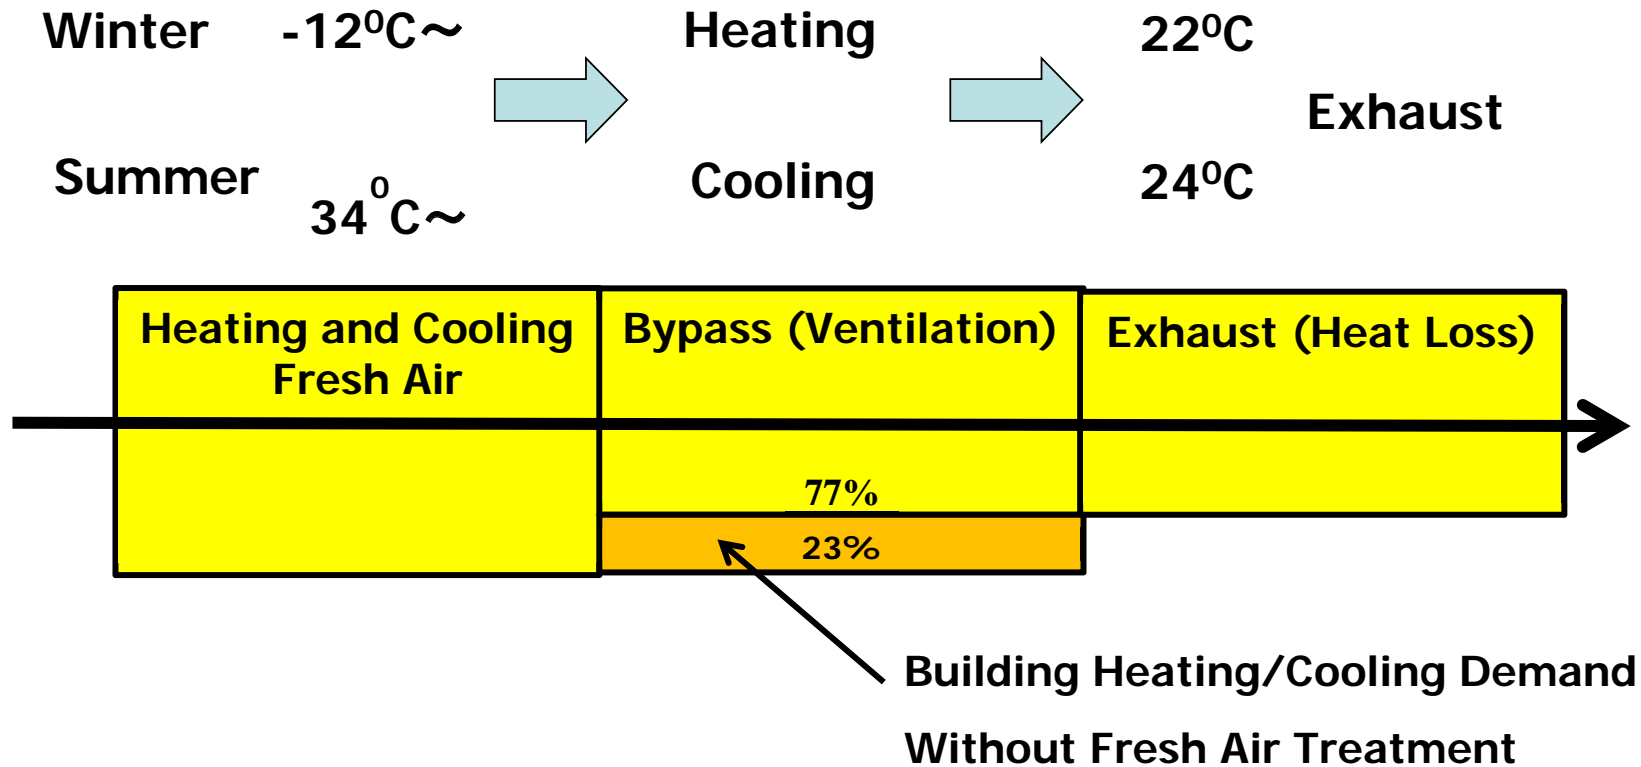 Winter -12⁰C～ Heating 22⁰C
Exhaust
Summer 34⁰C～ Cooling 24⁰C
Heating and Cooling
Fresh Air
Bypass (Ventilation)
Exhaust (Heat Loss)
77%
23%
Building Heating/Cooling Demand
Without Fresh Air Treatment